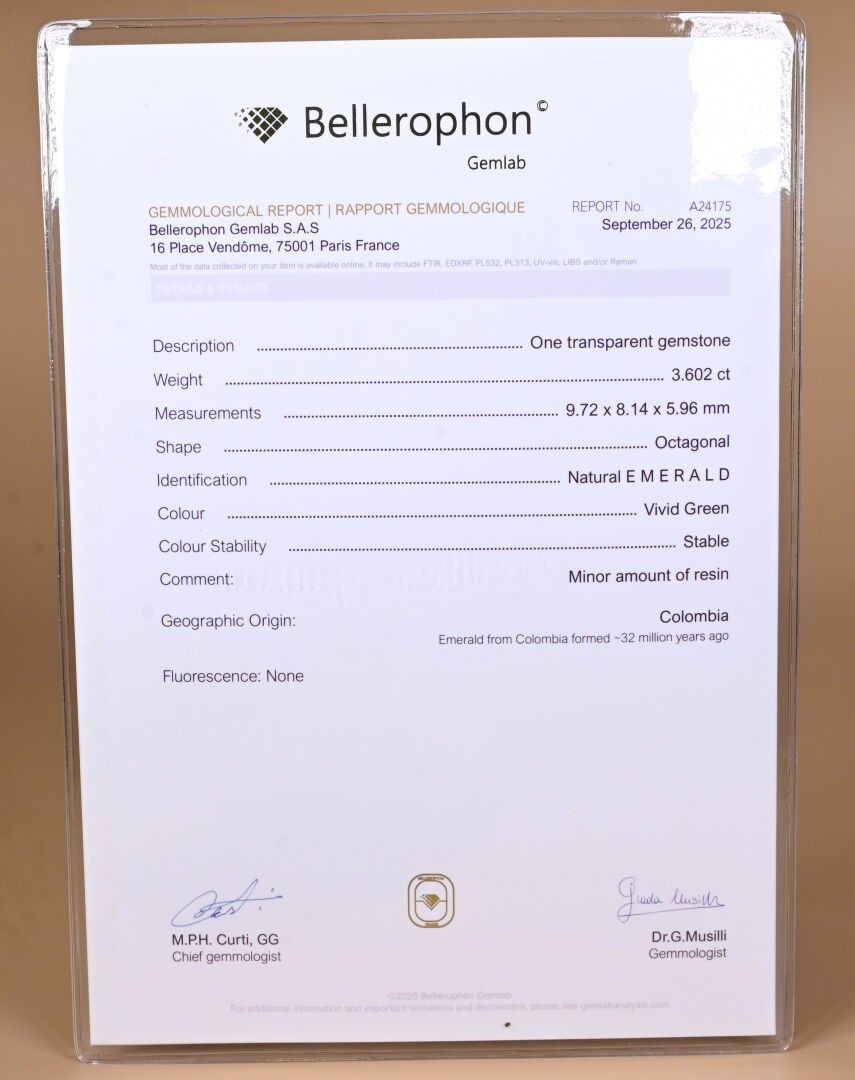 Bellerophon©
Gemlab
GEMMOLOGICAL REPORT | RAPPORT GEMMOLOGIQUE
REPORT No. A24175
Bellerophon Gemlab S.A.S
September 26, 2025
16 Place Vendôme, 75001 Paris France
Most of the data collected on your item is available online. It may include FTIR, EDXRF, PL532, PL313, UV-vis, LIBS and/or Raman
DETAILS & RESULTS
Description ........ One transparent gemstone
Weight ........ 3.602 ct
Measurements ........ 9.72 x 8.14 x 5.96 mm
Shape ........ Octagonal
Identification ........ Natural E M E R A L D
Colour ........ Vivid Green
Colour Stability ........ Stable
Comment: Minor amount of resin
Geographic Origin: Colombia
Emerald from Colombia formed ~32 million years ago
Fluorescence: None
BELLEROPHON
Giada Musilli
M.P.H. Curti, GG
Dr.G.Musilli
Chief gemmologist
Gemmologist
©2025 Bellerophon Gemlab
For additional information and important limitations and disclaimers, please see gemlabanalysis.com